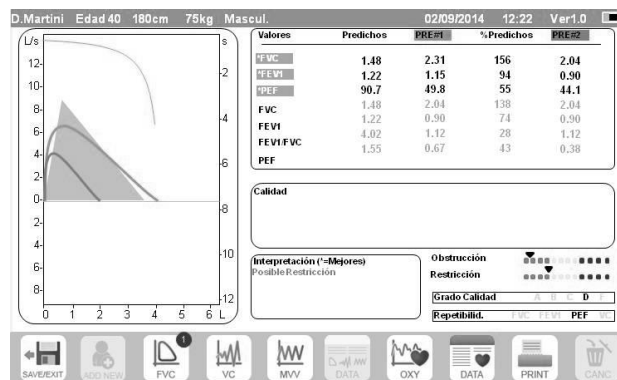 D.Martini Edad 40 180cm 75kg Mascul. 02/09/2014 12:22 Ver1.0
L/s s
12
10
8
6
4
2
0
2
4
6
8
0 1 2 3 4 5 6 L
2
4
6
8
10
12
Valores Predichos PRE#1 %Predichos PRE#2
*FVC 1.48 2.31 156 2.04
*FEV1 1.22 1.15 94 0.90
*PEF 90.7 49.8 55 44.1
FVC 1.48 2.04 138 2.04
FEV1 1.22 0.90 74 0.90
FEV1/FVC 4.02 1.12 28 1.12
PEF 1.55 0.67 43 0.38
Calidad
Interpretación (*=Mejores)
Posible Restricción
Obstrucción
Restricción
Grado Calidad A B C D F
Repetibilid. FVC FEV1 PEF VC
1
SAVE/EXIT ADD NEW FVC VC MVV DATA OXY DATA PRINT CANC